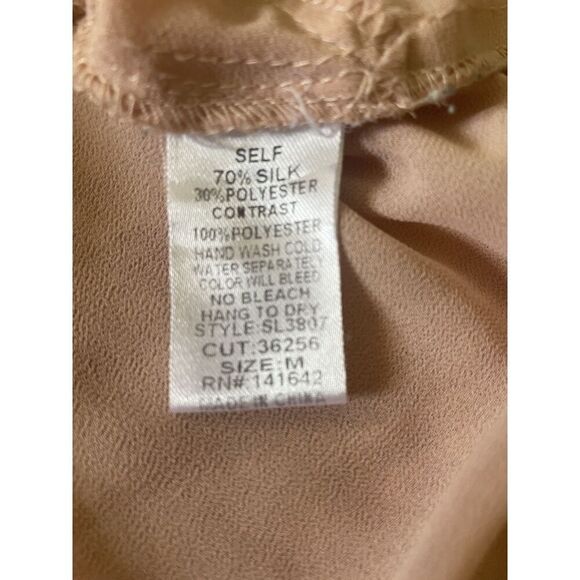 SELF
70% SILK
30%POLYESTER
CONTRAST
100%POLYESTER
HAND WASH COLD
WATER SEPARATELY
COLOR WILL BLEED
NO BLEACH
HANG TO DRY
STYLE:SL3807
CUT:36256
SIZE:M
RN#:141642
MADE IN CHINA